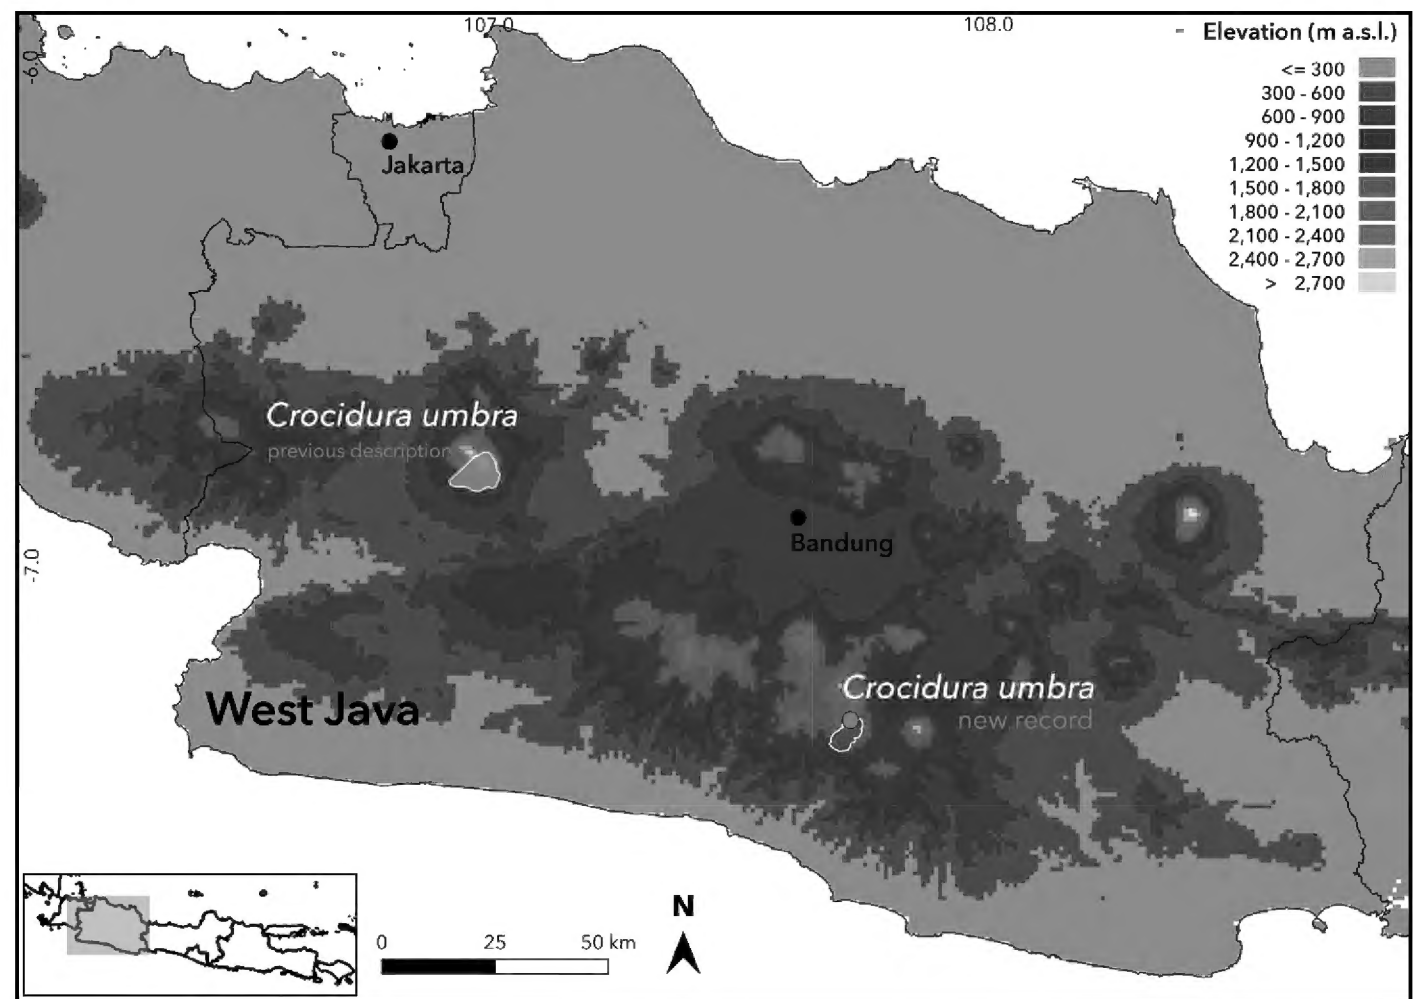 107.0
108.0
-6.0
-7.0
Elevation (m a.s.l.)
<= 300
300 - 600
600 - 900
900 - 1,200
1,200 - 1,500
1,500 - 1,800
1,800 - 2,100
2,100 - 2,400
2,400 - 2,700
> 2,700
Jakarta
Crocidura umbra
previous description
Bandung
Crocidura umbra
new record
West Java
N
0 25 50 km